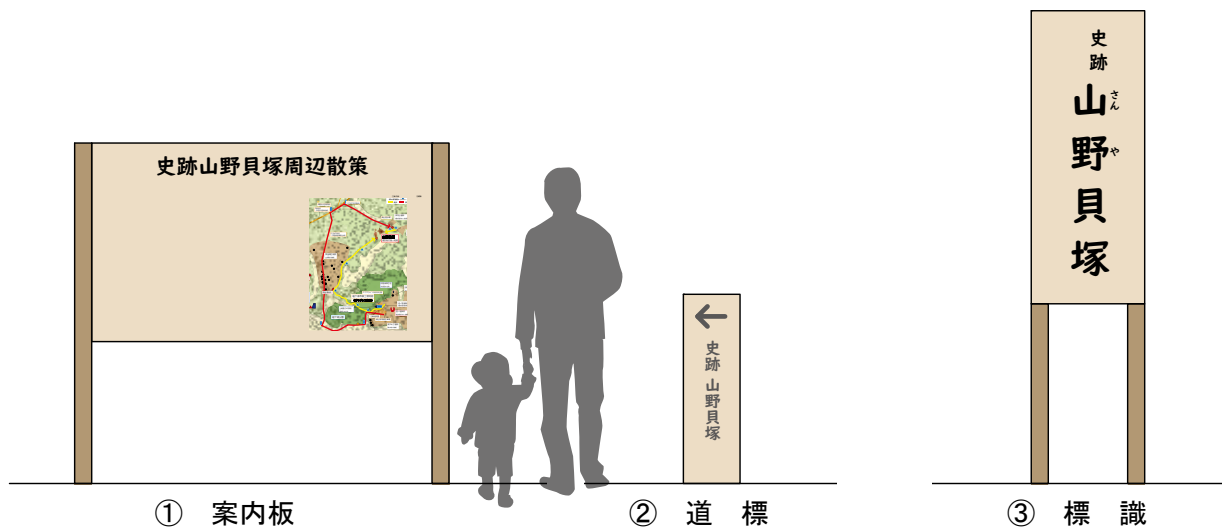 史跡山野貝塚周辺散策
← 史跡 山野貝塚
史跡
山野貝塚
さん
や
① 案内板
② 道 標
③ 標 識